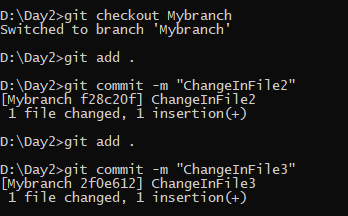 D:\Day2>git checkout Mybranch
Switched to branch 'Mybranch'
D:\Day2>git add .
D:\Day2>git commit -m "ChangeInFile2"
[Mybranch f28c20f] ChangeInFile2
 1 file changed, 1 insertion(+)
D:\Day2>git add .
D:\Day2>git commit -m "ChangeInFile3"
[Mybranch 2f0e612] ChangeInFile3
 1 file changed, 1 insertion(+)